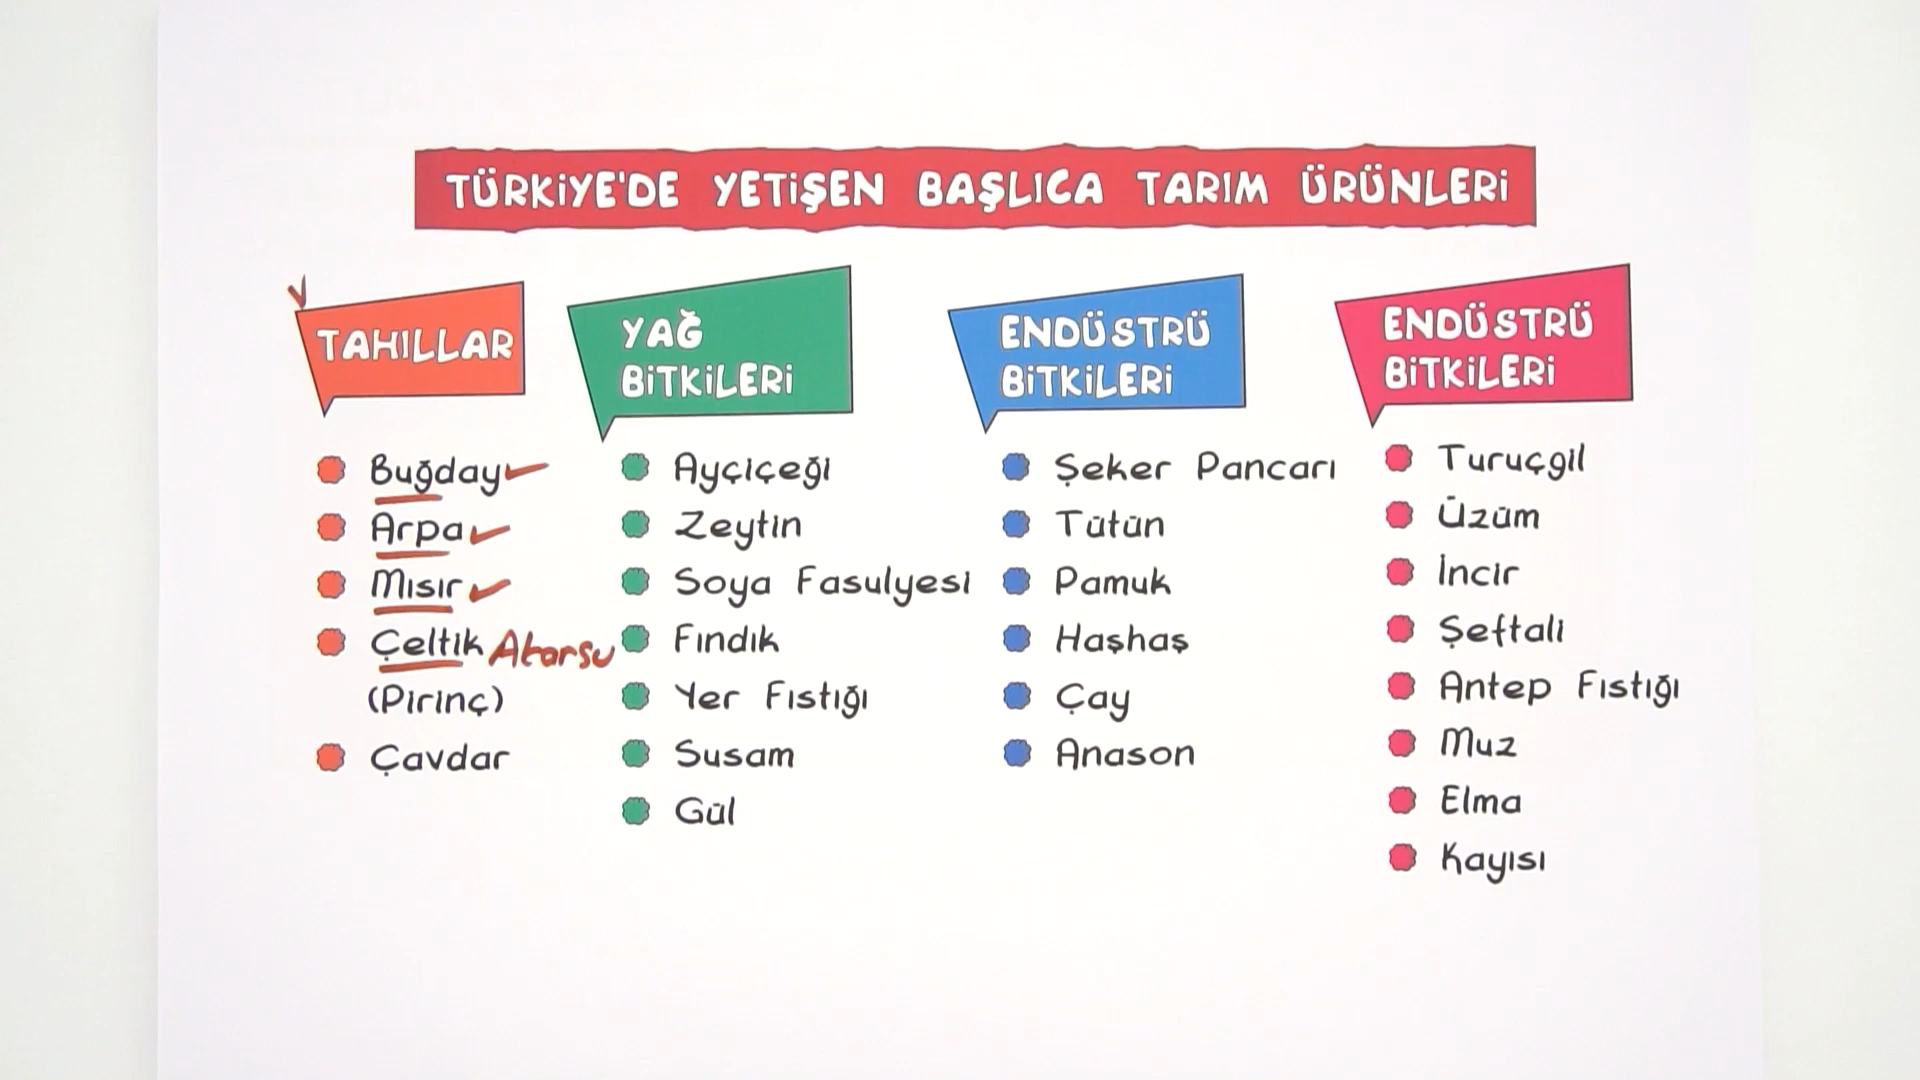 TÜRKİYE'DE YETİŞEN BAŞLICA TARIM ÜRÜNLERİ
TAHILLAR
Buğday
Arpa
Mısır
Çeltik Akarsu
(Pirinç)
Çavdar
YAĞ
BİTKİLERİ
Ayçiçeği
Zeytin
Soya Fasulyesi
Fındık
Yer Fıstığı
Susam
Gül
ENDÜSTRÜ
BİTKİLERİ
Şeker Pancarı
Tütün
Pamuk
Haşhaş
Çay
Anason
ENDÜSTRÜ
BİTKİLERİ
Turuçgil
Üzüm
İncir
Şeftali
Antep Fıstığı
Muz
Elma
Kayısı